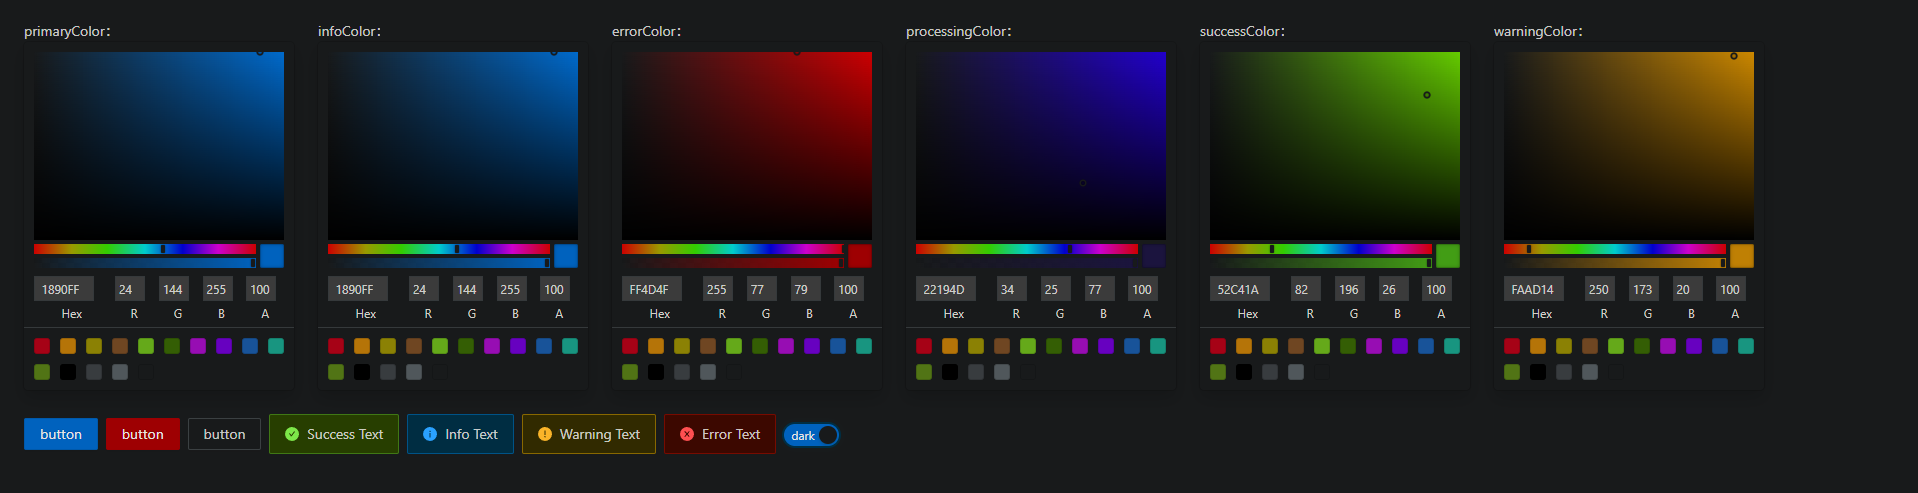 primaryColor： infoColor： errorColor： processingColor： successColor： warningColor：
1890FF 24 144 255 100 1890FF 24 144 255 100 FF4D4F 255 77 79 100 22194D 34 25 77 100 52C41A 82 196 26 100 FAAD14 250 173 20 100
Hex R G B A Hex R G B A Hex R G B A Hex R G B A Hex R G B A Hex R G B A
button button button Success Text Info Text Warning Text Error Text dark